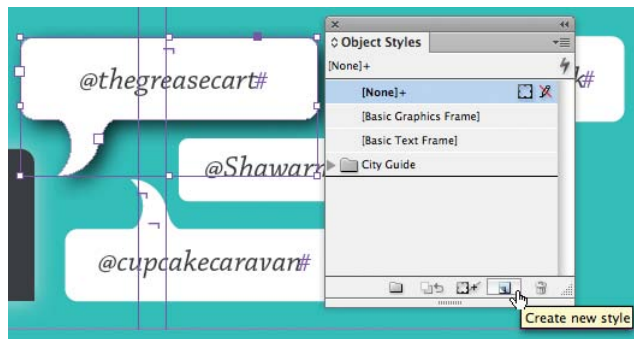 Object Styles
[None]+
[None]+
[Basic Graphics Frame]
[Basic Text Frame]
City Guide
Create new style
@thegreasecart#
k#
@Shawar
@cupcakecaravan#